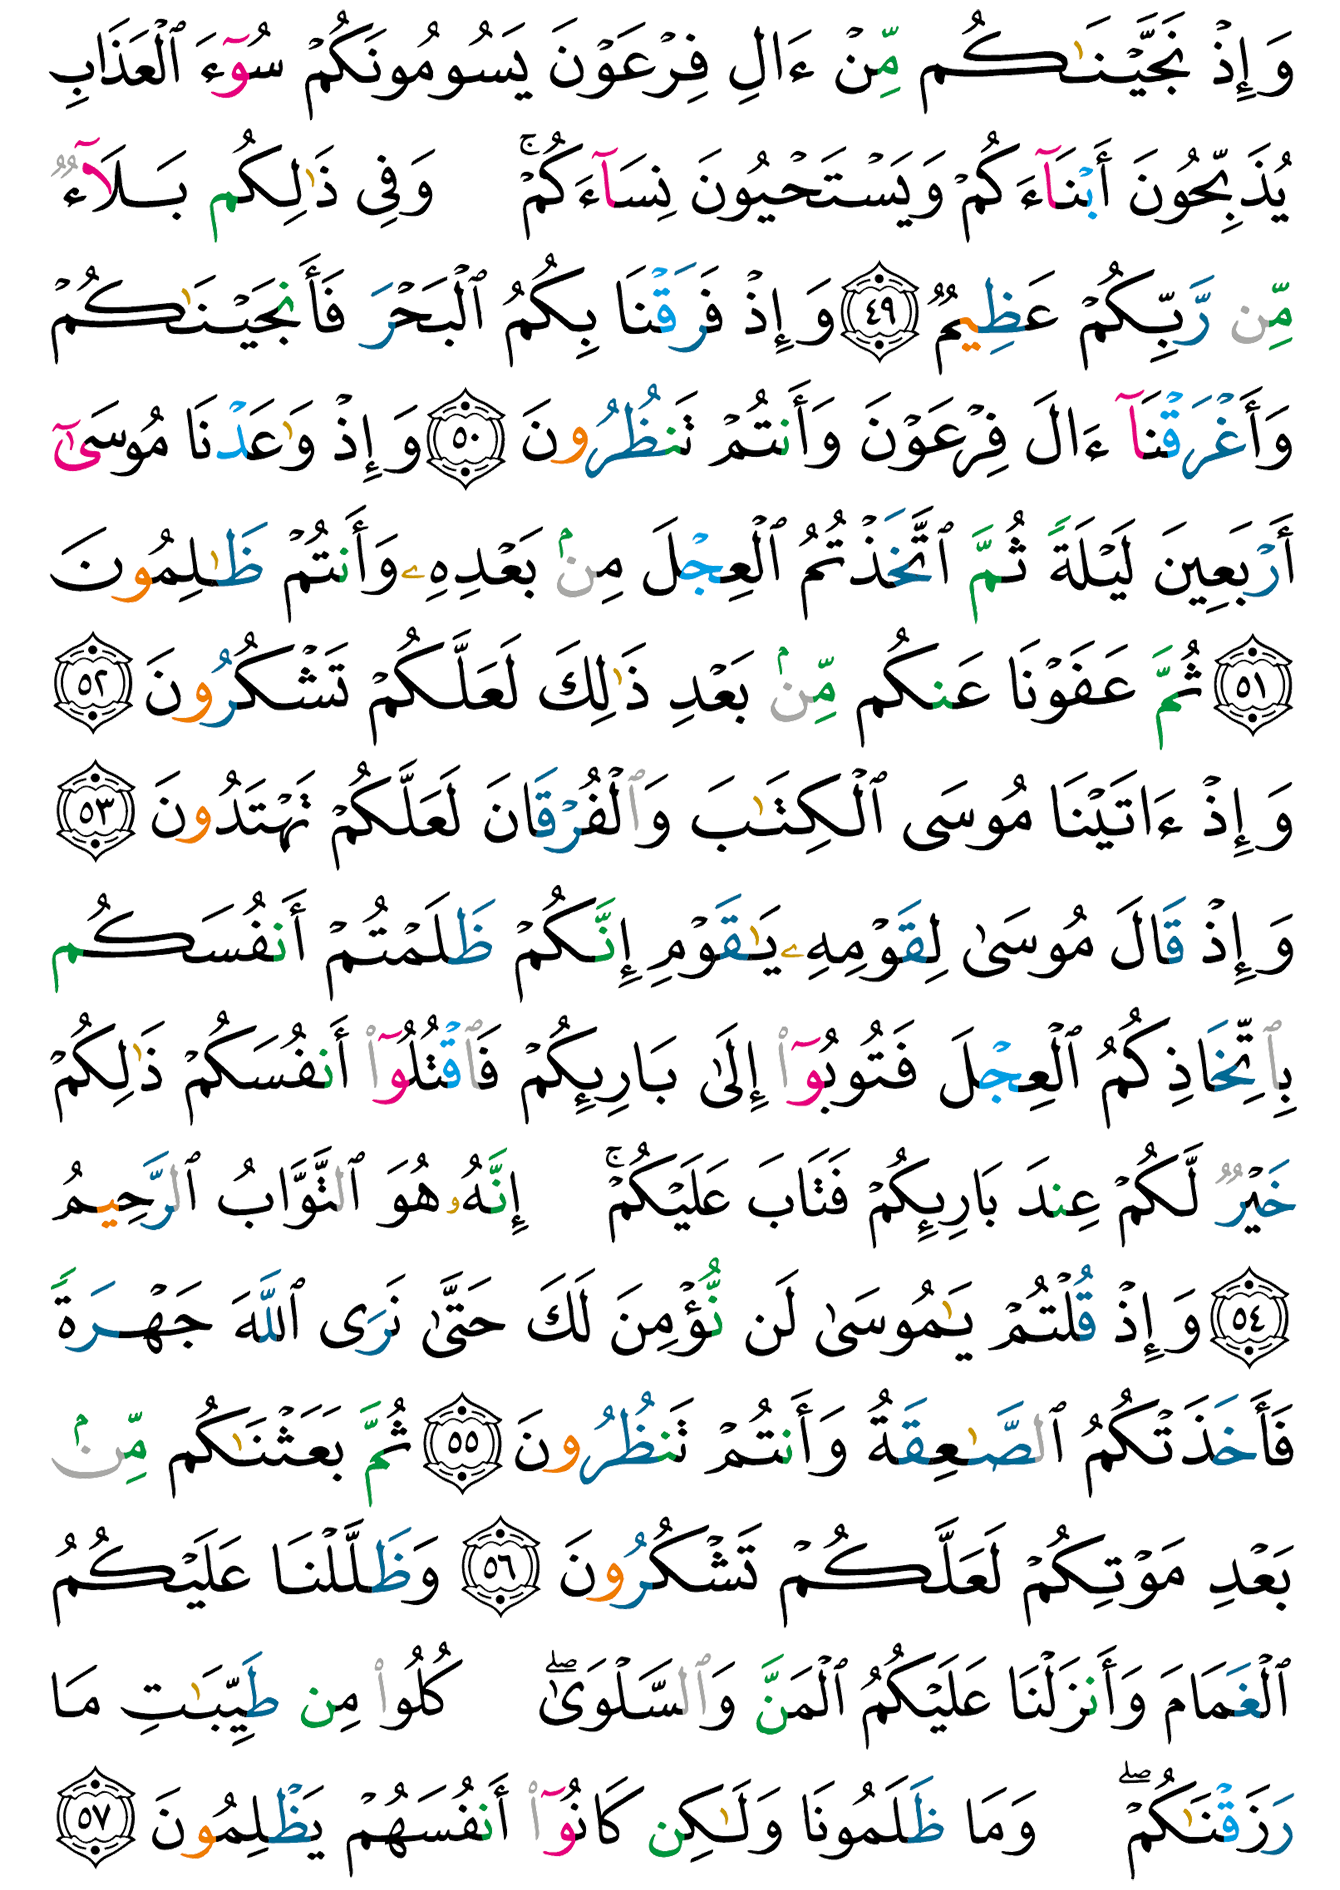 وَإِذْ نَجَّيْنَٰكُم مِّنْ ءَالِ فِرْعَوْنَ يَسُومُونَكُمْ سُوٓءَ ٱلْعَذَابِ
يُذَبِّحُونَ أَبْنَآءَكُمْ وَيَسْتَحْيُونَ نِسَآءَكُمْ ۚ وَفِى ذَٰلِكُم بَلَآءٌ
مِّن رَّبِّكُمْ عَظِيمٌ ٤٩ وَإِذْ فَرَقْنَا بِكُمُ ٱلْبَحْرَ فَأَنجَيْنَٰكُمْ
وَأَغْرَقْنَآ ءَالَ فِرْعَوْنَ وَأَنتُمْ تَنظُرُونَ ٥٠ وَإِذْ وَٰعَدْنَا مُوسَىٰٓ
أَرْبَعِينَ لَيْلَةً ثُمَّ ٱتَّخَذْتُمُ ٱلْعِجْلَ مِنۢ بَعْدِهِۦ وَأَنتُمْ ظَٰلِمُونَ
٥١ ثُمَّ عَفَوْنَا عَنكُم مِّنۢ بَعْدِ ذَٰلِكَ لَعَلَّكُمْ تَشْكُرُونَ ٥٢
وَإِذْ ءَاتَيْنَا مُوسَى ٱلْكِتَٰبَ وَٱلْفُرْقَانَ لَعَلَّكُمْ تَهْتَدُونَ ٥٣
وَإِذْ قَالَ مُوسَىٰ لِقَوْمِهِۦ يَٰقَوْمِ إِنَّكُمْ ظَلَمْتُمْ أَنفُسَكُم
بِٱتِّخَاذِكُمُ ٱلْعِجْلَ فَتُوبُوٓا۟ إِلَىٰ بَارِئِكُمْ فَٱقْتُلُوٓا۟ أَنفُسَكُمْ ذَٰلِكُمْ
خَيْرٌ لَّكُمْ عِندَ بَارِئِكُمْ فَتَابَ عَلَيْكُمْ ۚ إِنَّهُۥ هُوَ ٱلتَّوَّابُ ٱلرَّحِيمُ
٥٤ وَإِذْ قُلْتُمْ يَٰمُوسَىٰ لَن نُّؤْمِنَ لَكَ حَتَّىٰ نَرَى ٱللَّهَ جَهْرَةً
فَأَخَذَتْكُمُ ٱلصَّٰعِقَةُ وَأَنتُمْ تَنظُرُونَ ٥٥ ثُمَّ بَعَثْنَٰكُم مِّنۢ
بَعْدِ مَوْتِكُمْ لَعَلَّكُمْ تَشْكُرُونَ ٥٦ وَظَلَّلْنَا عَلَيْكُمُ
ٱلْغَمَامَ وَأَنزَلْنَا عَلَيْكُمُ ٱلْمَنَّ وَٱلسَّلْوَىٰ ۖ كُلُوا۟ مِن طَيِّبَٰتِ مَا
رَزَقْنَٰكُمْ ۖ وَمَا ظَلَمُونَا وَلَٰكِن كَانُوٓا۟ أَنفُسَهُمْ يَظْلِمُونَ ٥٧